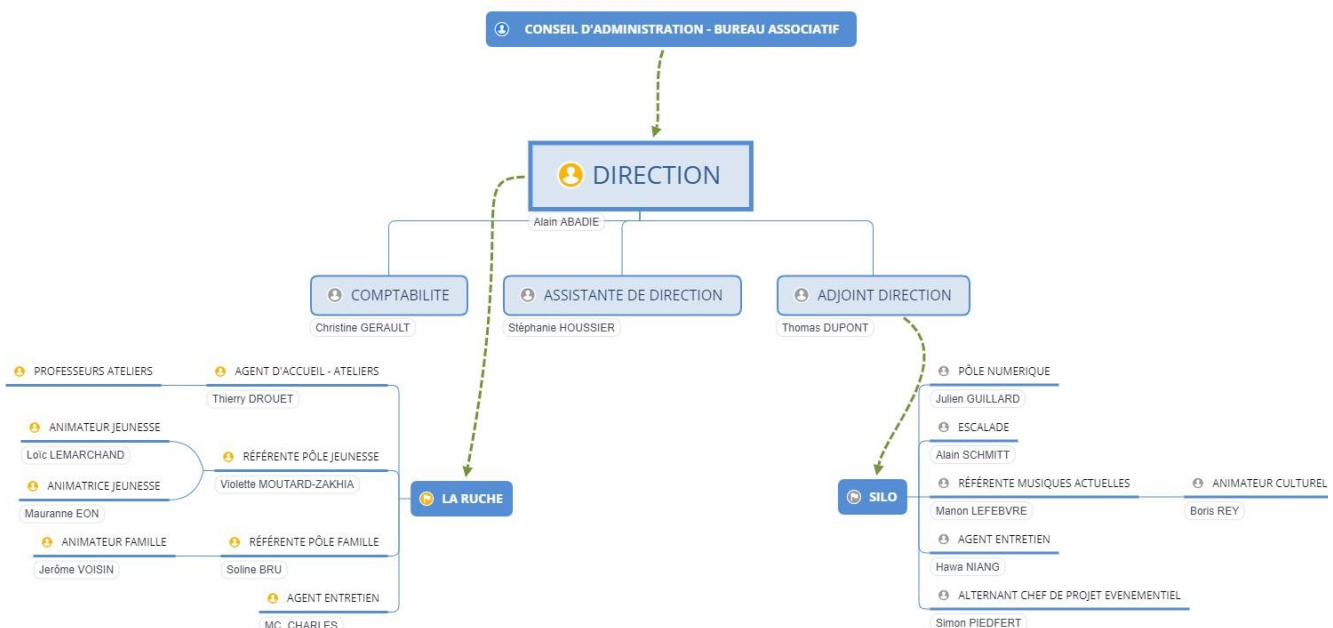 CONSEIL D'ADMINISTRATION - BUREAU ASSOCIATIF
DIRECTION
Alain ABADIE
COMPTABILITE
Christine GERAULT
ASSISTANTE DE DIRECTION
Stéphanie HOUSSIER
ADJOINT DIRECTION
Thomas DUPONT
PROFESSEURS ATELIERS
AGENT D'ACCUEIL - ATELIERS
Thierry DROUET
ANIMATEUR JEUNESSE
Loïc LEMARCHAND
RÉFÉRENTE PÔLE JEUNESSE
Violette MOUTARD-ZAKHIA
ANIMATRICE JEUNESSE
Mauranne EON
LA RUCHE
ANIMATEUR FAMILLE
Jerôme VOISIN
RÉFÉRENTE PÔLE FAMILLE
Soline BRU
AGENT ENTRETIEN
MC. CHARLES
SILO
PÔLE NUMERIQUE
Julien GUILLARD
ESCALADE
Alain SCHMITT
RÉFÉRENTE MUSIQUES ACTUELLES
Manon LEFEBVRE
ANIMATEUR CULTUREL
Boris REY
AGENT ENTRETIEN
Hawa NIANG
ALTERNANT CHEF DE PROJET EVENEMENTIEL
Simon PIEDFERT